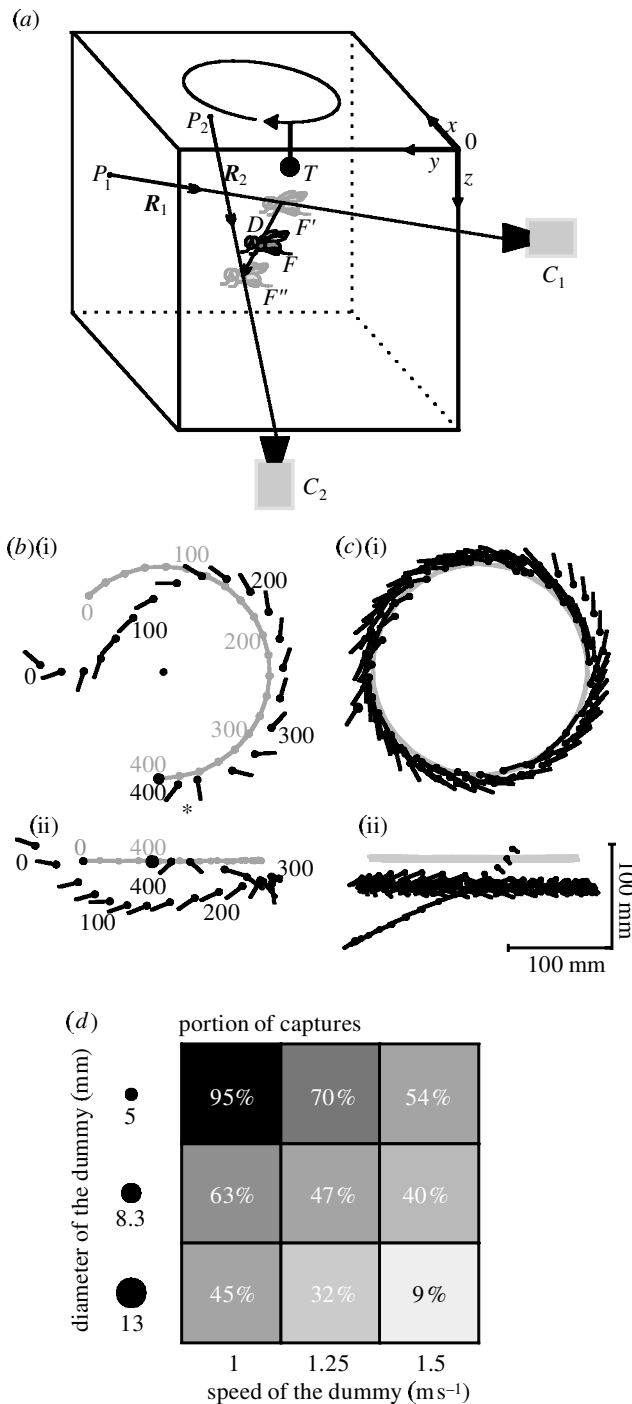 (a)
x
0
y
z
P2
P1
R2
R1
T
D
F'
F
F''
C1
C2
(b)(i)
100
0
200
100
200
0
300
300
400
400
*
(ii)
0
400
300
400
200
100
(c)(i)
(ii)
100 mm
100 mm
(d)
portion of captures
diameter of the dummy (mm)
5
95% 70% 54%
8.3
63% 47% 40%
13
45% 32% 9%
1 1.25 1.5
speed of the dummy (m s–1)